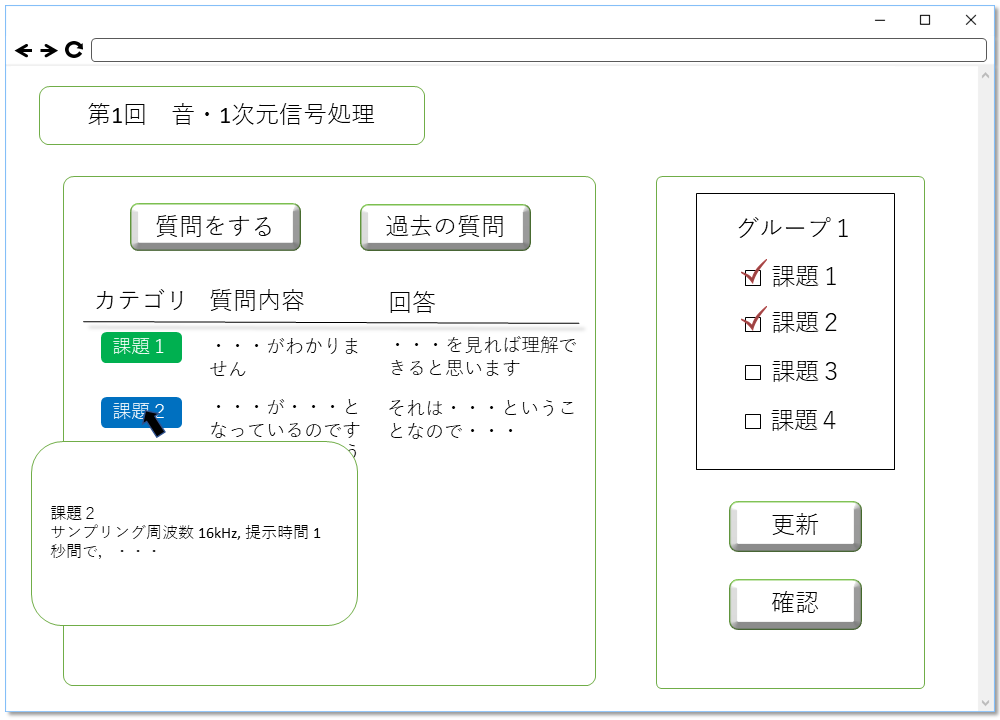 第1回　音・1次元信号処理
質問をする
過去の質問
カテゴリ
質問内容
回答
課題１
・・・がわかりま
せん
・・・を見れば理解で
きると思います
課題２
・・・が・・・と
なっているのです
それは・・・というこ
となので・・・
課題２
サンプリング周波数 16kHz, 提示時間 1
秒間で，・・・
グループ１
課題１
課題２
課題３
課題４
更新
確認